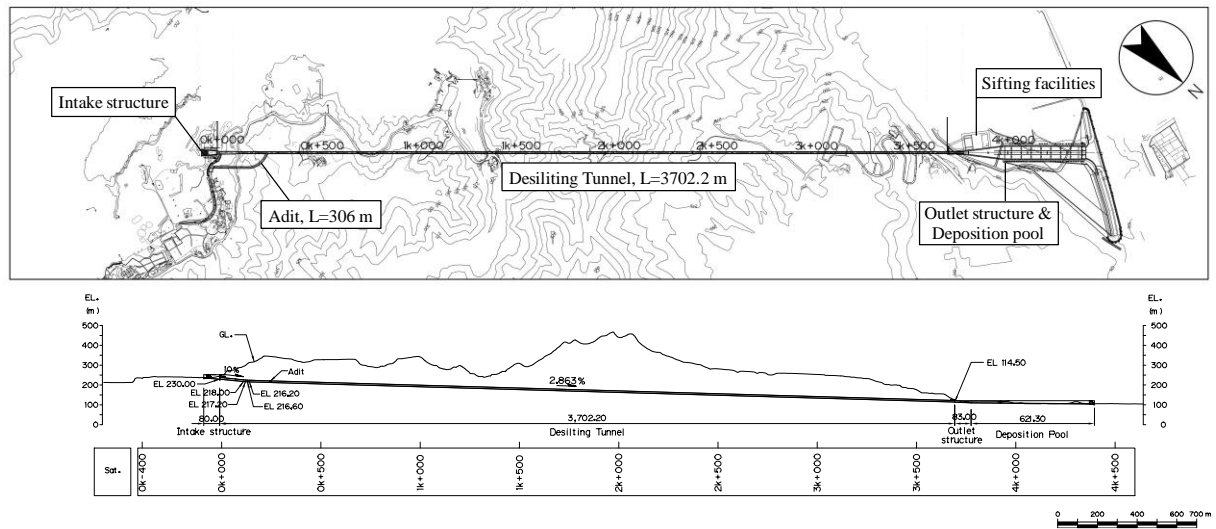 Intake structure
Sifting facilities
N
0k+000
0k+500
1k+000
1k+500
2k+000
2k+500
3k+000
3k+500
4k+000
Desiliting Tunnel, L=3702.2 m
Adit, L=306 m
Outlet structure &
Deposition pool
EL.
(m)
500
400
300
200
100
0
GL.
10%
Adit
EL 230.00
EL 218.00
EL 217.20
EL 216.20
EL 216.60
2.863%
EL 114.50
EL.
(m)
500
400
300
200
100
0
80.00
3,702.20
83.00
621.30
Intake structure
Desilting Tunnel
Outlet
structure
Deposition Pool
Sat.
0k-400
0k+000
0k+500
1k+000
1k+500
2k+000
2k+500
3k+000
3k+500
4k+000
4k+500
0 200 400 600 700 m